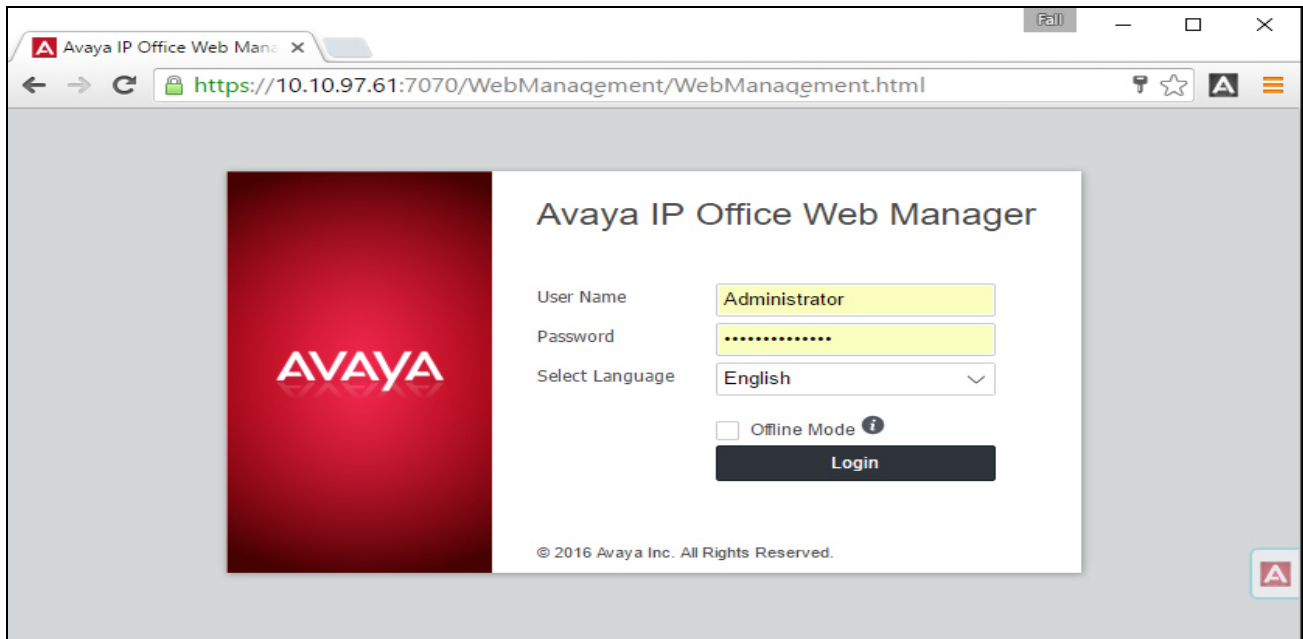 Fall
Avaya IP Office Web Mana
https://10.10.97.61:7070/WebManagement/WebManagement.html
Avaya IP Office Web Manager
User Name
Administrator
Password
••••••••••••••
AVAYA
Select Language
English
Offline Mode
Login
© 2016 Avaya Inc. All Rights Reserved.